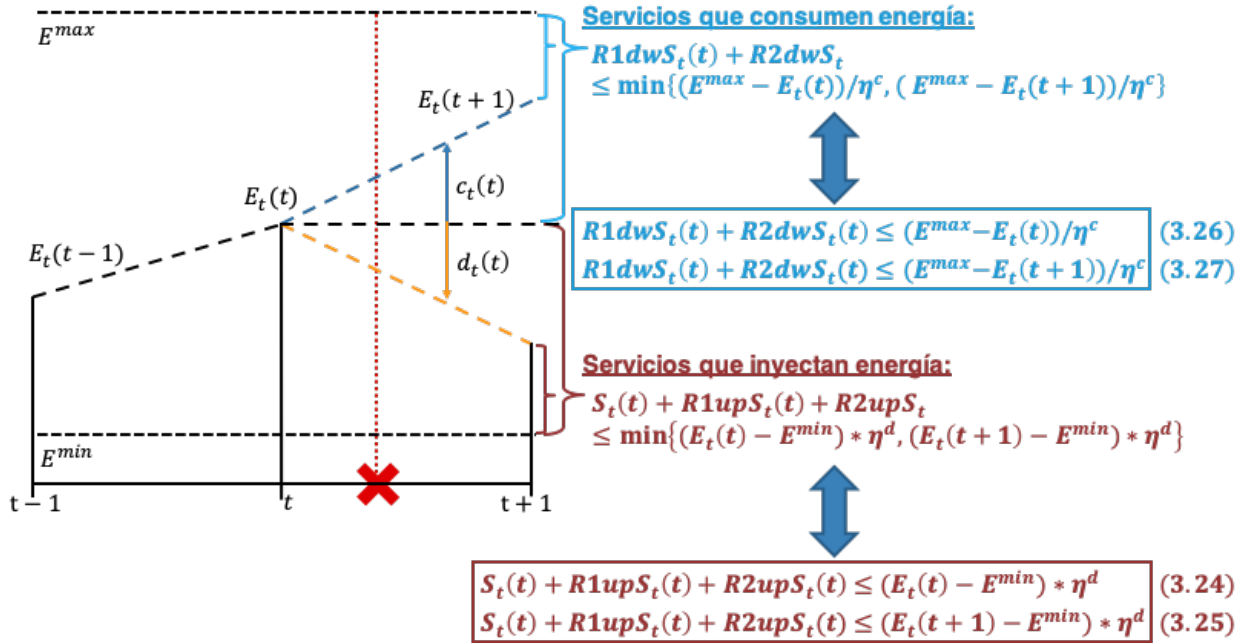 E^max
E_t(t+1)
E_t(t)
c_t(t)
E_t(t−1)
d_t(t)
E^min
t−1
t
t+1
Servicios que consumen energía:
R1dwS_t(t) + R2dwS_t
≤ min{(E^max − E_t(t))/η^c, ( E^max − E_t(t+1))/η^c}
R1dwS_t(t) + R2dwS_t(t) ≤ (E^max−E_t(t))/η^c (3.26)
R1dwS_t(t) + R2dwS_t(t) ≤ (E^max−E_t(t+1))/η^c (3.27)
Servicios que inyectan energía:
S_t(t) + R1upS_t(t) + R2upS_t
≤ min{(E_t(t) − E^min) * η^d, (E_t(t+1) − E^min) * η^d}
S_t(t) + R1upS_t(t) + R2upS_t(t) ≤ (E_t(t) − E^min) * η^d (3.24)
S_t(t) + R1upS_t(t) + R2upS_t(t) ≤ (E_t(t+1) − E^min) * η^d (3.25)